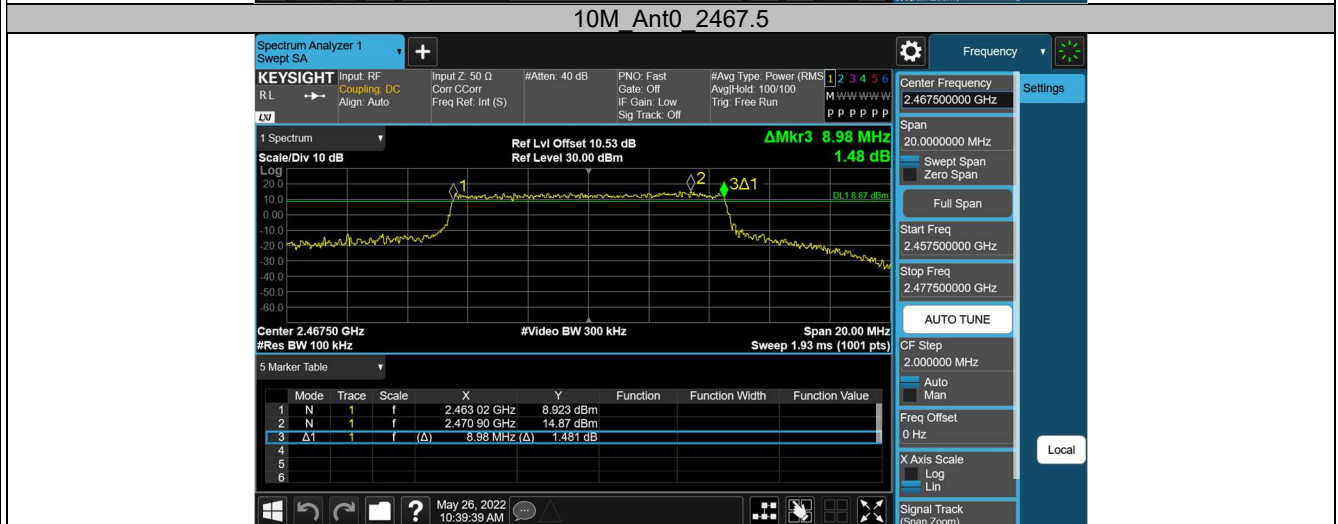 10M_Ant0_2467.5
Spectrum Analyzer 1
Swept SA
+
Frequency
KEYSIGHT
RL
LXI
Input: RF
Coupling: DC
Align: Auto
Input Z: 50 Ω
Corr CCorr
Freq Ref: Int (S)
#Atten: 40 dB
PNO: Fast
Gate: Off
IF Gain: Low
Sig Track: Off
#Avg Type: Power (RMS
Avg|Hold: 100/100
Trig: Free Run
1 2 3 4 5 6
M W W W W W
P P P P P P
1 Spectrum
Scale/Div 10 dB
Log
Ref Lvl Offset 10.53 dB
Ref Level 30.00 dBm
ΔMkr3 8.98 MHz
1.48 dB
1
2
3Δ1
DL1 8.87 dBm
20.0
10.0
0.00
-10.0
-20.0
-30.0
-40.0
-50.0
-60.0
Center 2.46750 GHz
#Video BW 300 kHz
Span 20.00 MHz
#Res BW 100 kHz
Sweep 1.93 ms (1001 pts)
5 Marker Table
Mode Trace Scale X Y Function Function Width Function Value
1 N 1 f 2.463 02 GHz 8.923 dBm
2 N 1 f 2.470 90 GHz 14.87 dBm
3 Δ1 1 f (Δ) 8.98 MHz (Δ) 1.481 dB
4
5
6
?
May 26, 2022
10:39:39 AM
Center Frequency
2.467500000 GHz
Span
20.0000000 MHz
Swept Span
Zero Span
Full Span
Start Freq
2.457500000 GHz
Stop Freq
2.477500000 GHz
AUTO TUNE
CF Step
2.000000 MHz
Auto
Man
Freq Offset
0 Hz
X Axis Scale
Log
Lin
Signal Track
(Span Zoom)
Settings
Local